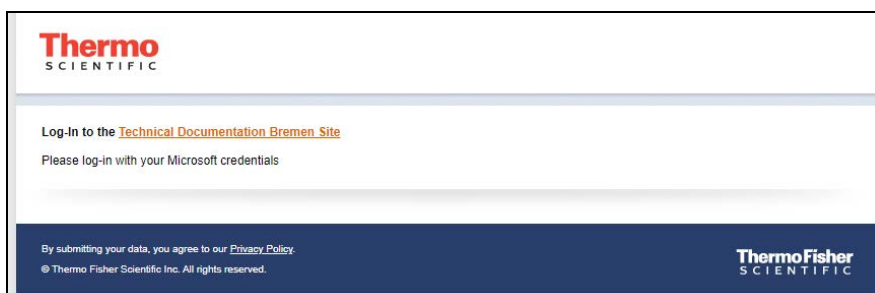 Thermo
SCIENTIFIC
Log-In to the Technical Documentation Bremen Site
Please log-in with your Microsoft credentials
By submitting your data, you agree to our Privacy Policy.
© Thermo Fisher Scientific Inc. All rights reserved.
ThermoFisher
SCIENTIFIC